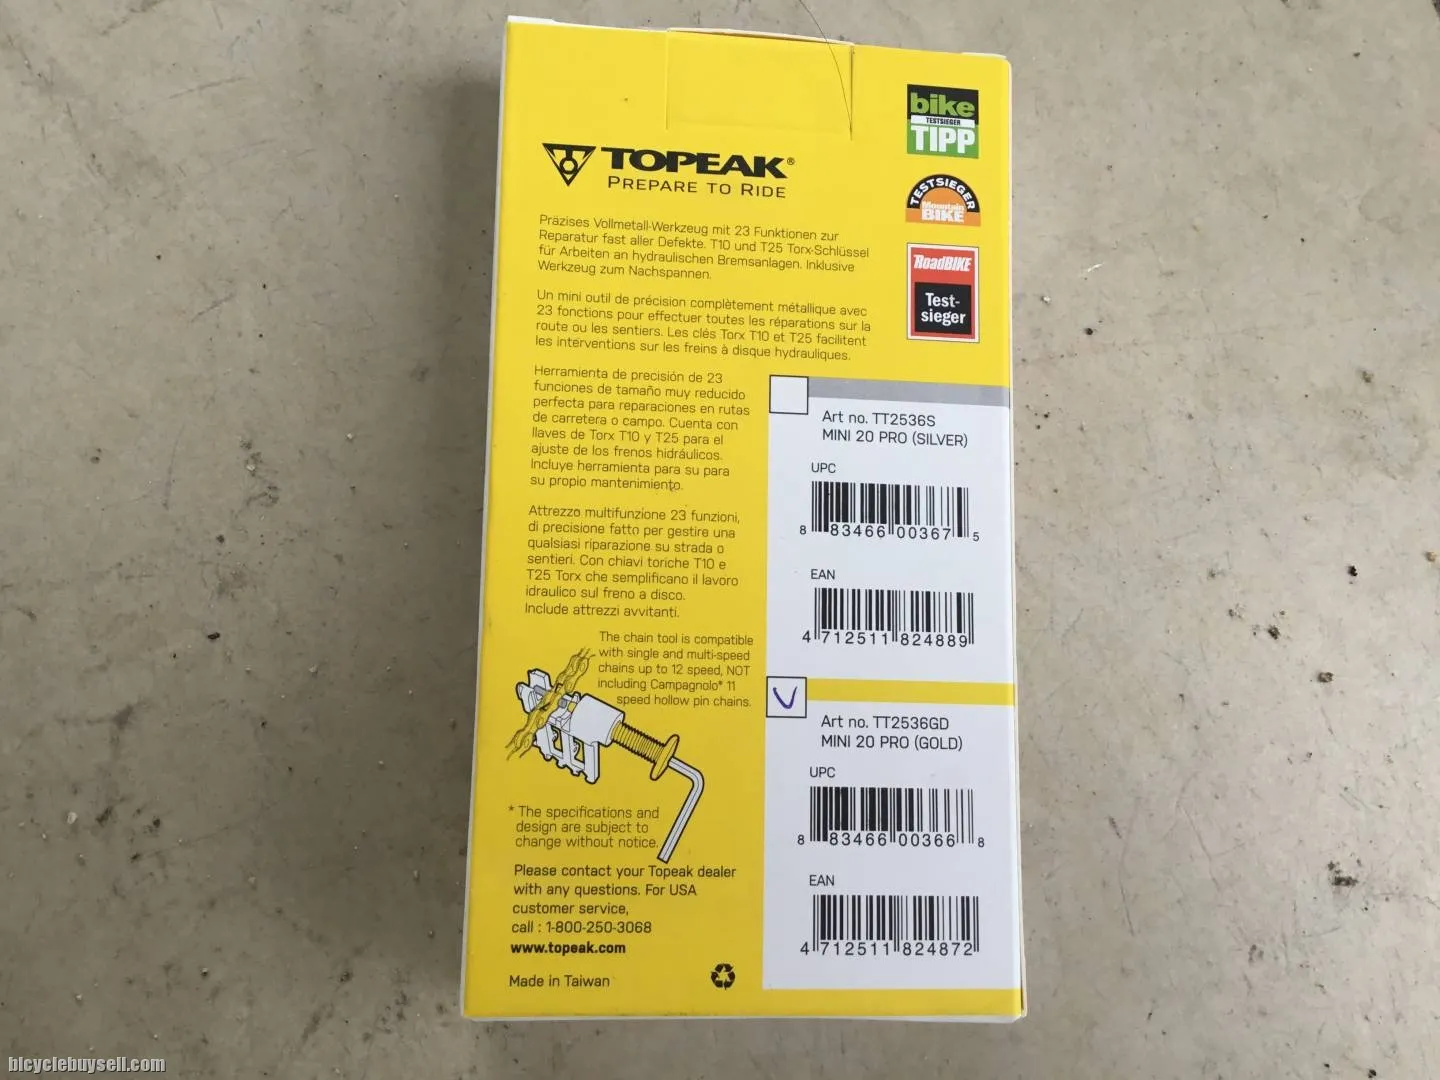 TOPEAK®
PREPARE TO RIDE
bike
TESTSIEGER
TIPP
TESTSIEGER
Mountain
BIKE
RoadBIKE
Test-
sieger
Präzises Vollmetall-Werkzeug mit 23 Funktionen zur
Reparatur fast aller Defekte. T10 und T25 Torx-Schlüssel
für Arbeiten an hydraulischen Bremsanlagen. Inklusive
Werkzeug zum Nachspannen.
Un mini outil de précision complètement métallique avec
23 fonctions pour effectuer toutes les réparations sur la
route ou les sentiers. Les clés Torx T10 et T25 facilitent
les interventions sur les freins à disque hydrauliques.
Herramienta de precisión de 23
funciones de tamaño muy reducido
perfecta para reparaciones en rutas
de carretera o campo. Cuenta con
llaves de Torx T10 y T25 para el
ajuste de los frenos hidráulicos.
Incluye herramienta para su para
su propio mantenimiento.
Attrezzo multifunzione 23 funzioni,
di precisione fatto per gestire una
qualsiasi riparazione su strada o
sentieri. Con chiavi toriche T10 e
T25 Torx che semplificano il lavoro
idraulico sul freno a disco.
Include attrezzi avvitanti.
The chain tool is compatible
with single and multi-speed
chains up to 12 speed, NOT
including Campagnolo® 11
speed hollow pin chains.
* The specifications and
design are subject to
change without notice.
Please contact your Topeak dealer
with any questions. For USA
customer service,
call : 1-800-250-3068
www.topeak.com
Made in Taiwan
Art no. TT2536S
MINI 20 PRO (SILVER)
UPC
8 83466 00367 5
EAN
4 712511 824889
Art no. TT2536GD
MINI 20 PRO (GOLD)
UPC
8 83466 00366 8
EAN
4 712511 824872
bicyclebuysell.com